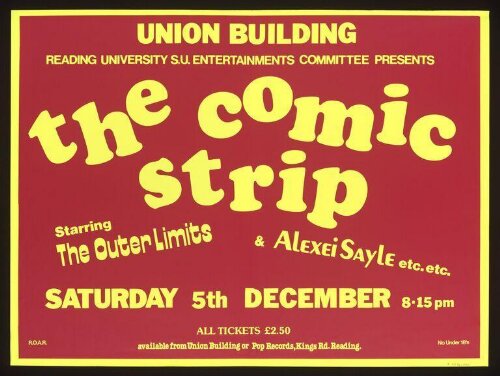 UNION BUILDING
READING UNIVERSITY S.U. ENTERTAINMENTS COMMITTEE PRESENTS
the comic
strip
Starring
The Outer Limits
& ALEXEi SAYLE etc. etc.
SATURDAY 5th DECEMBER 8·15 pm
ALL TICKETS £2.50
available from Union Building or Pop Records, Kings Rd. Reading.
R.O.A.R.
No Under 18's